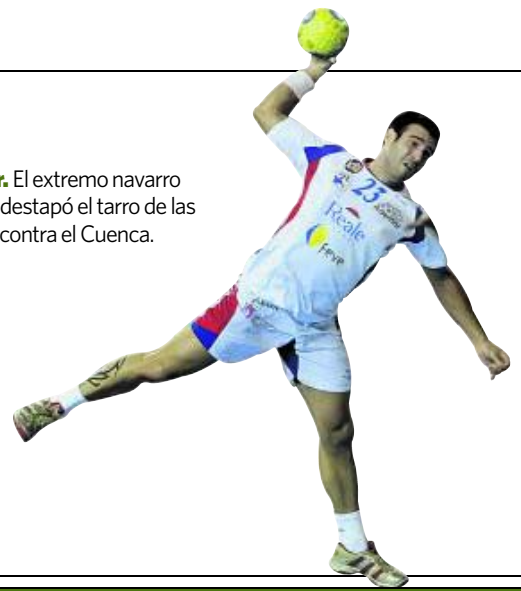 r. El extremo navarro
destapó el tarro de las
contra el Cuenca.
23
Reale
Feve